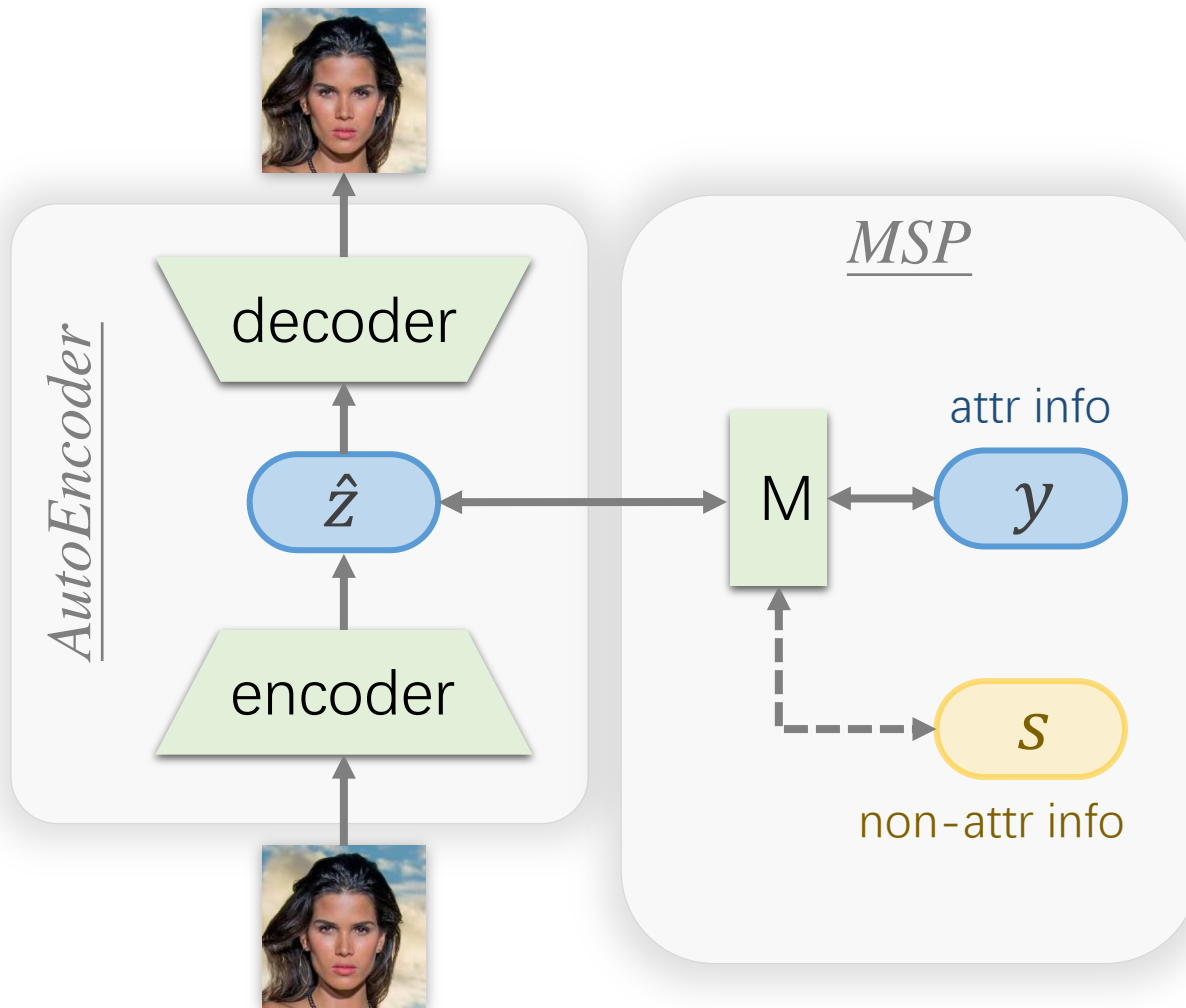 MSP
decoder
AutoEncoder
attr info
ẑ
M
y
encoder
s
non-attr info